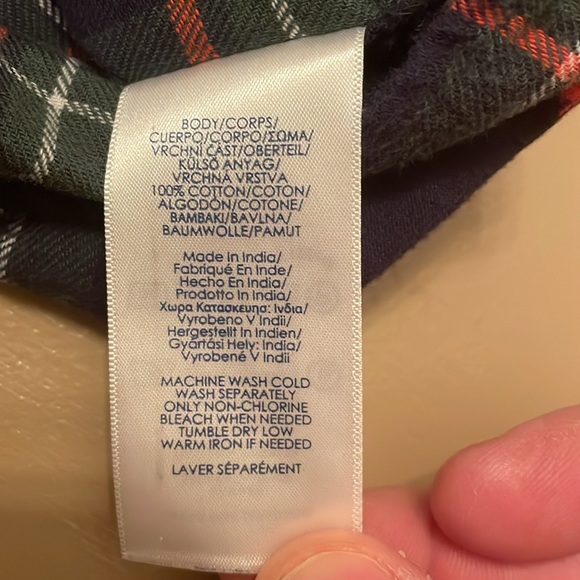 BODY/CORPS/
CUERPO/CORPO/ΣΩΜΑ/
VRCHNÍ ČÁST/OBERTEIL/
KÜLSŐ ANYAG/
VRCHNÁ VRSTVA
100% COTTON/COTON/
ALGODÓN/COTONE/
BAMBAKI/BAVLNA/
BAUMWOLLE/PAMUT
Made In India/
Fabriqué En Inde/
Hecho En India/
Prodotto In India/
Χωρα Κατασκευησ: Ινδια/
Vyrobeno V Indii/
Hergestellt In Indien/
Gyártási Hely: India/
Vyrobené V Indii
MACHINE WASH COLD
WASH SEPARATELY
ONLY NON-CHLORINE
BLEACH WHEN NEEDED
TUMBLE DRY LOW
WARM IRON IF NEEDED
LAVER SÉPARÉMENT